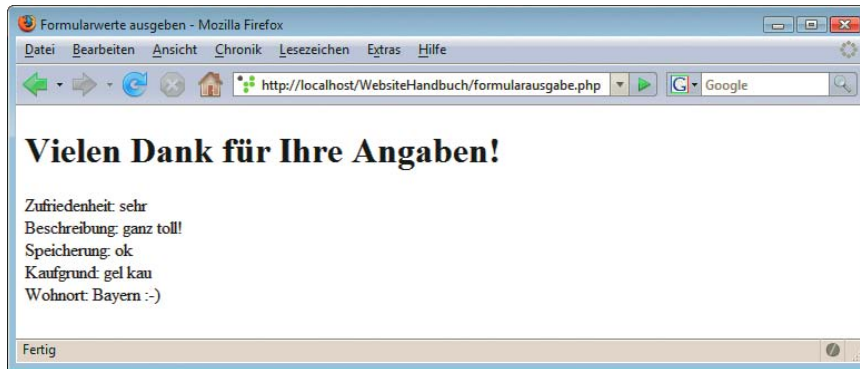 Formularwerte ausgeben - Mozilla Firefox
Datei Bearbeiten Ansicht Chronik Lesezeichen Extras Hilfe
http://localhost/WebsiteHandbuch/formularausgabe.php G Google
Vielen Dank für Ihre Angaben!
Zufriedenheit: sehr
Beschreibung: ganz toll!
Speicherung: ok
Kaufgrund: gel kau
Wohnort: Bayern :-)
Fertig